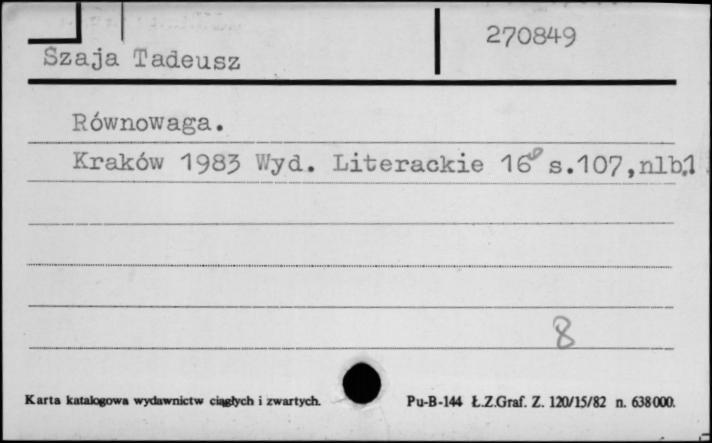 270849
Szaja Tadeusz
Równowaga.
Kraków 1983 Wyd. Literackie 16° s.107,nlb.1
8
Karta katalogowa wydawnictw ciągłych i zwartych.
Pu-B-144 Ł.Z.Graf. Z. 120/15/82 n. 638000.